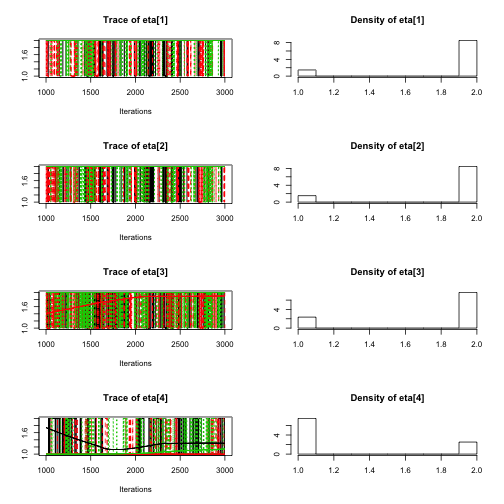 Trace of eta[1]
Density of eta[1]
1.0 1.6
1000 1500 2000 2500 3000
Iterations
0 4 8
1.0 1.2 1.4 1.6 1.8 2.0
Trace of eta[2]
Density of eta[2]
1.0 1.6
1000 1500 2000 2500 3000
Iterations
0 4 8
1.0 1.2 1.4 1.6 1.8 2.0
Trace of eta[3]
Density of eta[3]
1.0 1.6
1000 1500 2000 2500 3000
Iterations
0 4
1.0 1.2 1.4 1.6 1.8 2.0
Trace of eta[4]
Density of eta[4]
1.0 1.6
1000 1500 2000 2500 3000
Iterations
0 4
1.0 1.2 1.4 1.6 1.8 2.0